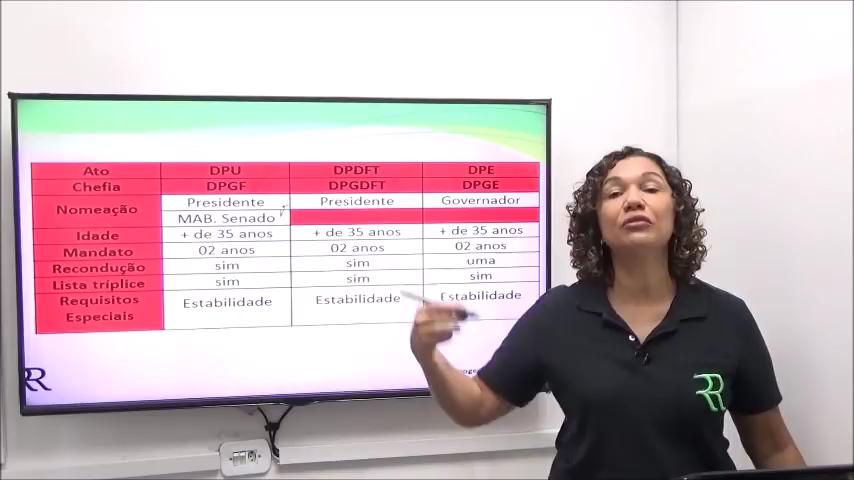 Ato DPU DPDFT DPE
Chefia DPGF DPGDFT DPGE
Nomeação Presidente Presidente Governador
MAB. Senado
Idade + de 35 anos + de 35 anos + de 35 anos
Mandato 02 anos 02 anos 02 anos
Recondução sim sim uma
Lista tríplice sim sim sim
Requisitos Especiais Estabilidade Estabilidade Estabilidade
RR
RR